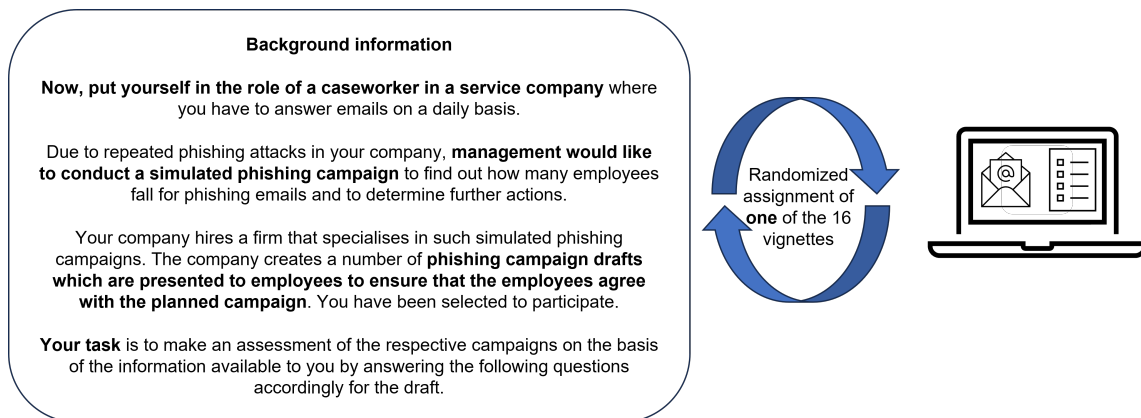 Background information
Now, put yourself in the role of a caseworker in a service company where
you have to answer emails on a daily basis.
Due to repeated phishing attacks in your company, management would like
to conduct a simulated phishing campaign to find out how many employees
fall for phishing emails and to determine further actions.
Your company hires a firm that specialises in such simulated phishing
campaigns. The company creates a number of phishing campaign drafts
which are presented to employees to ensure that the employees agree
with the planned campaign. You have been selected to participate.
Your task is to make an assessment of the respective campaigns on the basis
of the information available to you by answering the following questions
accordingly for the draft.
Randomized
assignment of
one of the 16
vignettes
@